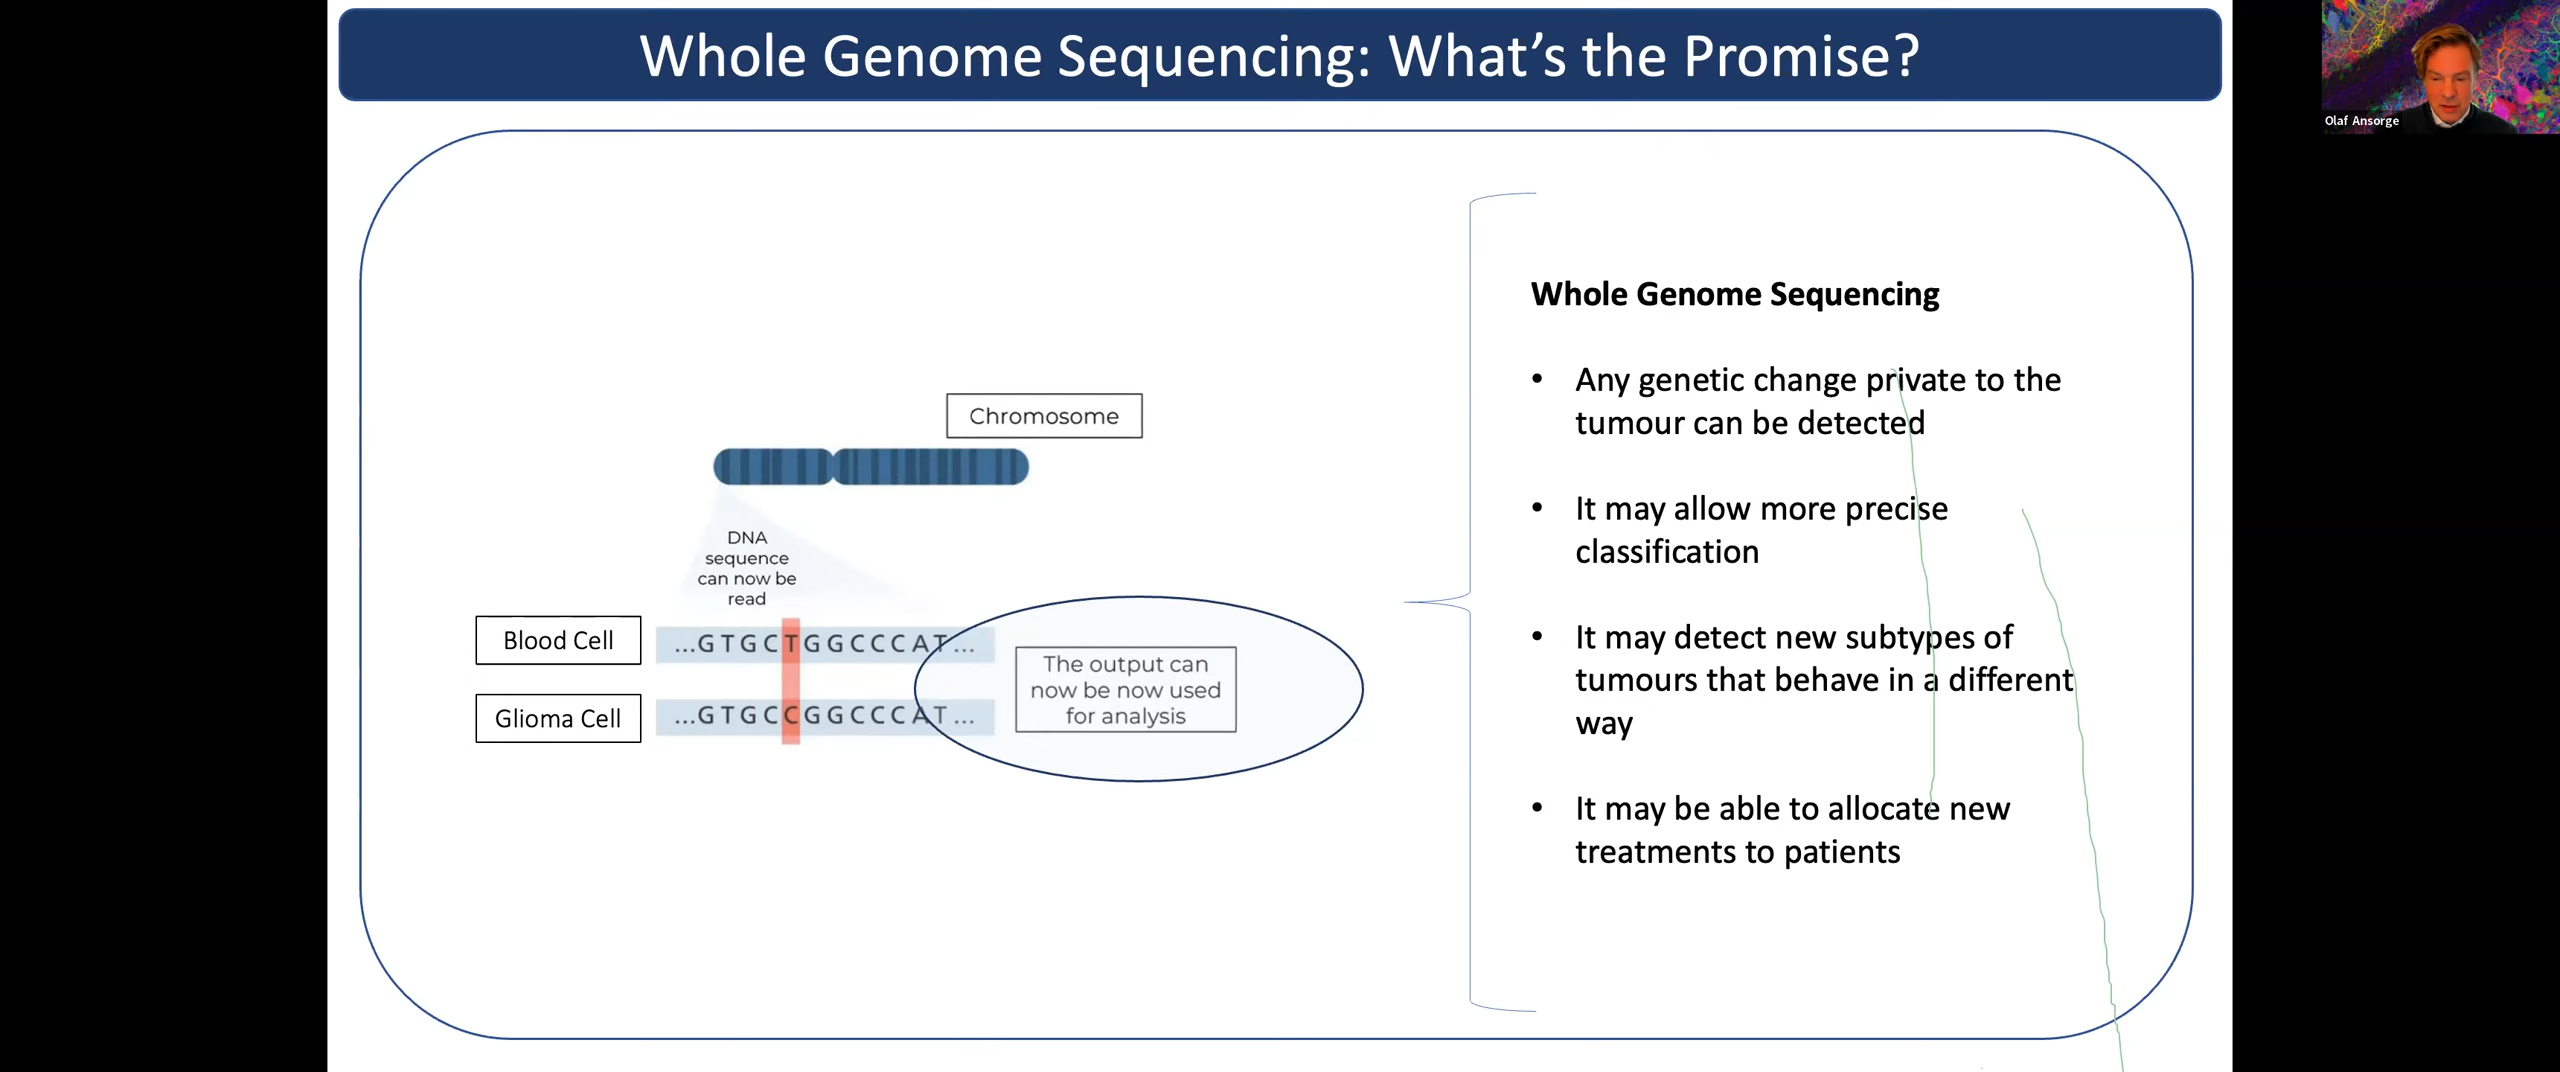 Whole Genome Sequencing: What's the Promise?
Olaf Ansorge
Chromosome
DNA
sequence
can now be
read
Blood Cell
...GTGCTGGCCCAT...
Glioma Cell
...GTGCCGGCCCAT...
The output can
now be now used
for analysis
Whole Genome Sequencing
• Any genetic change private to the
tumour can be detected
• It may allow more precise
classification
• It may detect new subtypes of
tumours that behave in a different
way
• It may be able to allocate new
treatments to patients